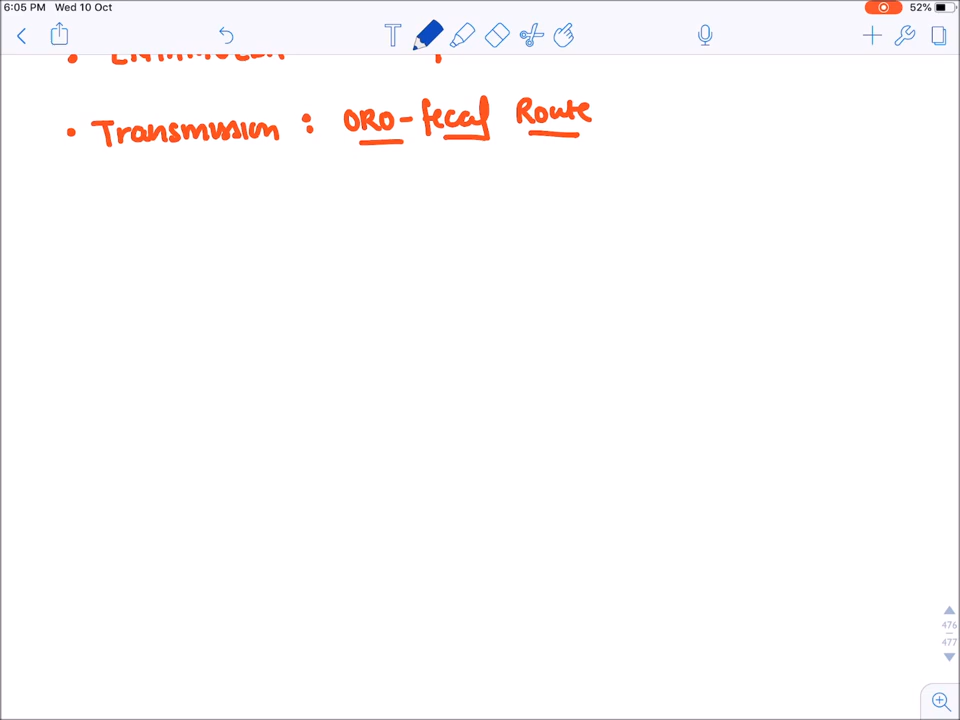 6:05 PM Wed 10 Oct 52%
T
• Transmission : ORO-fecal Route
476
477